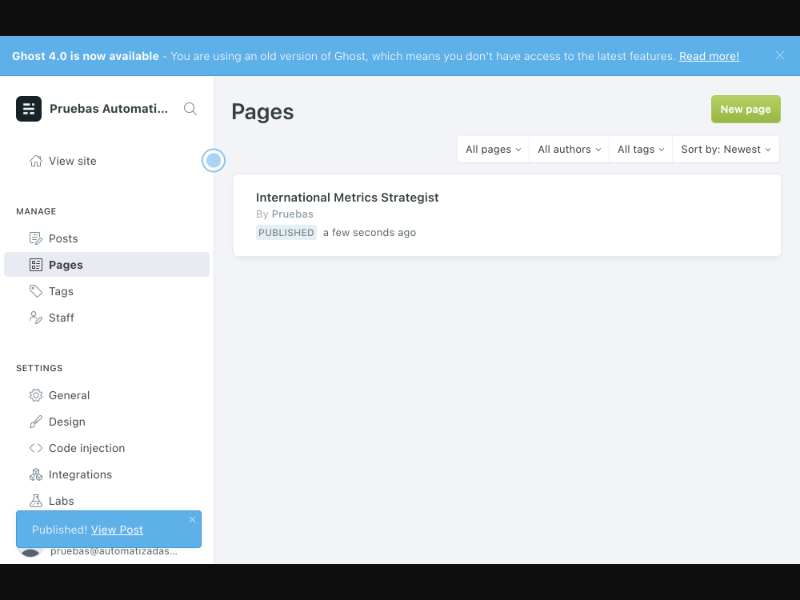 Ghost 4.0 is now available - You are using an old version of Ghost, which means you don't have access to the latest features. Read more!
Pruebas Automati...
View site
MANAGE
Posts
Pages
Tags
Staff
SETTINGS
General
Design
Code injection
Integrations
Labs
Published! View Post
pruebas@automatizadas...
Pages
New page
All pages
All authors
All tags
Sort by: Newest
International Metrics Strategist
By Pruebas
PUBLISHED a few seconds ago